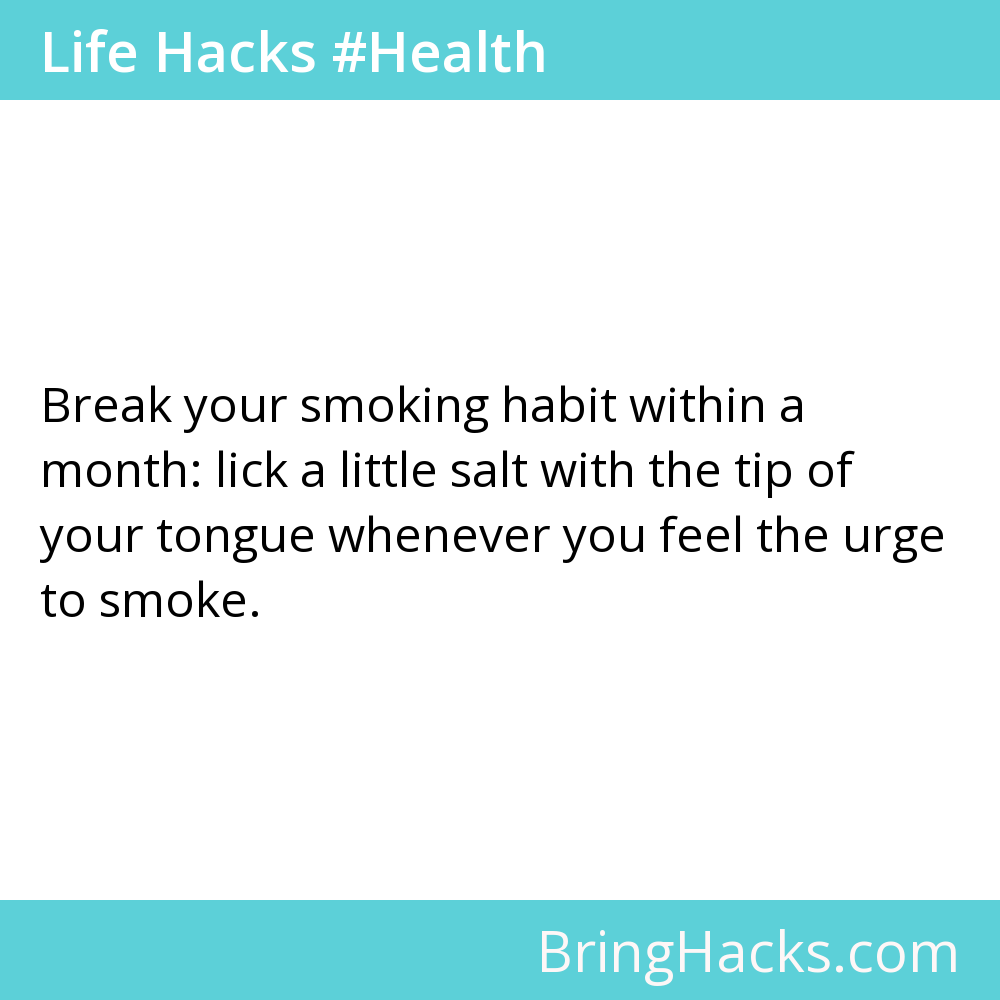 Life Hacks #Health
Break your smoking habit within a
month: lick a little salt with the tip of
your tongue whenever you feel the urge
to smoke.
BringHacks.com